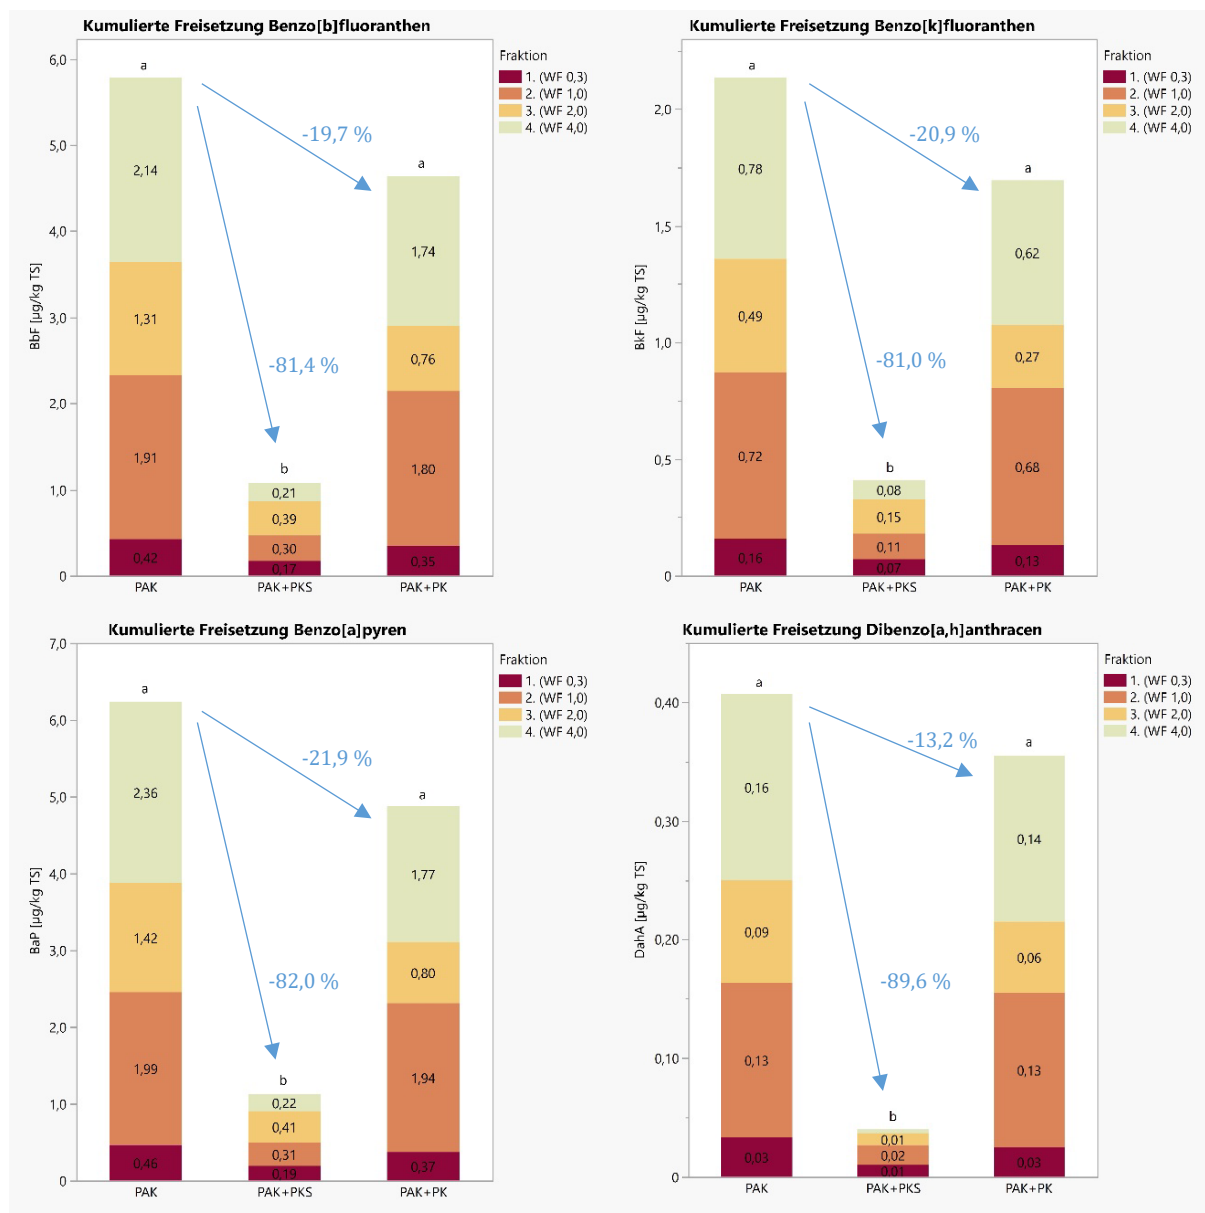 Kumulierte Freisetzung Benzo[b]fluoranthen
BbF [µg/kg TS]
6,0
5,0
4,0
3,0
2,0
1,0
0
a
2,14
1,31
1,91
0,42
PAK
b
0,21
0,39
0,30
0,17
PAK+PKS
a
1,74
0,76
1,80
0,35
PAK+PK
-19,7 %
-81,4 %
Fraktion
1. (WF 0,3)
2. (WF 1,0)
3. (WF 2,0)
4. (WF 4,0)
Kumulierte Freisetzung Benzo[k]fluoranthen
BkF [µg/kg TS]
2,0
1,5
1,0
0,5
0
a
0,78
0,49
0,72
0,16
PAK
b
0,08
0,15
0,11
0,07
PAK+PKS
a
0,62
0,27
0,68
0,13
PAK+PK
-20,9 %
-81,0 %
Fraktion
1. (WF 0,3)
2. (WF 1,0)
3. (WF 2,0)
4. (WF 4,0)
Kumulierte Freisetzung Benzo[a]pyren
BaP [µg/kg TS]
7,0
6,0
5,0
4,0
3,0
2,0
1,0
0
a
2,36
1,42
1,99
0,46
PAK
b
0,22
0,41
0,31
0,19
PAK+PKS
a
1,77
0,80
1,94
0,37
PAK+PK
-21,9 %
-82,0 %
Fraktion
1. (WF 0,3)
2. (WF 1,0)
3. (WF 2,0)
4. (WF 4,0)
Kumulierte Freisetzung Dibenzo[a,h]anthracen
DahA [µg/kg TS]
0,40
0,30
0,20
0,10
0
a
0,16
0,09
0,13
0,03
PAK
b
0,01
0,02
0,01
PAK+PKS
a
0,14
0,06
0,13
0,03
PAK+PK
-13,2 %
-89,6 %
Fraktion
1. (WF 0,3)
2. (WF 1,0)
3. (WF 2,0)
4. (WF 4,0)